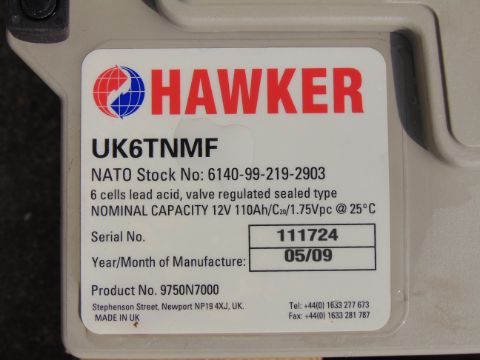 HAWKER
UK6TNMF
NATO Stock No: 6140-99-219-2903
6 cells lead acid, valve regulated sealed type
NOMINAL CAPACITY 12V 110Ah/C₂₀/1.75Vpc @ 25°C
Serial No. 111724
Year/Month of Manufacture: 05/09
Product No. 9750N7000
Stephenson Street, Newport NP19 4XJ, UK. Tel: +44(0) 1633 277 673
MADE IN UK Fax: +44(0) 1633 281 787